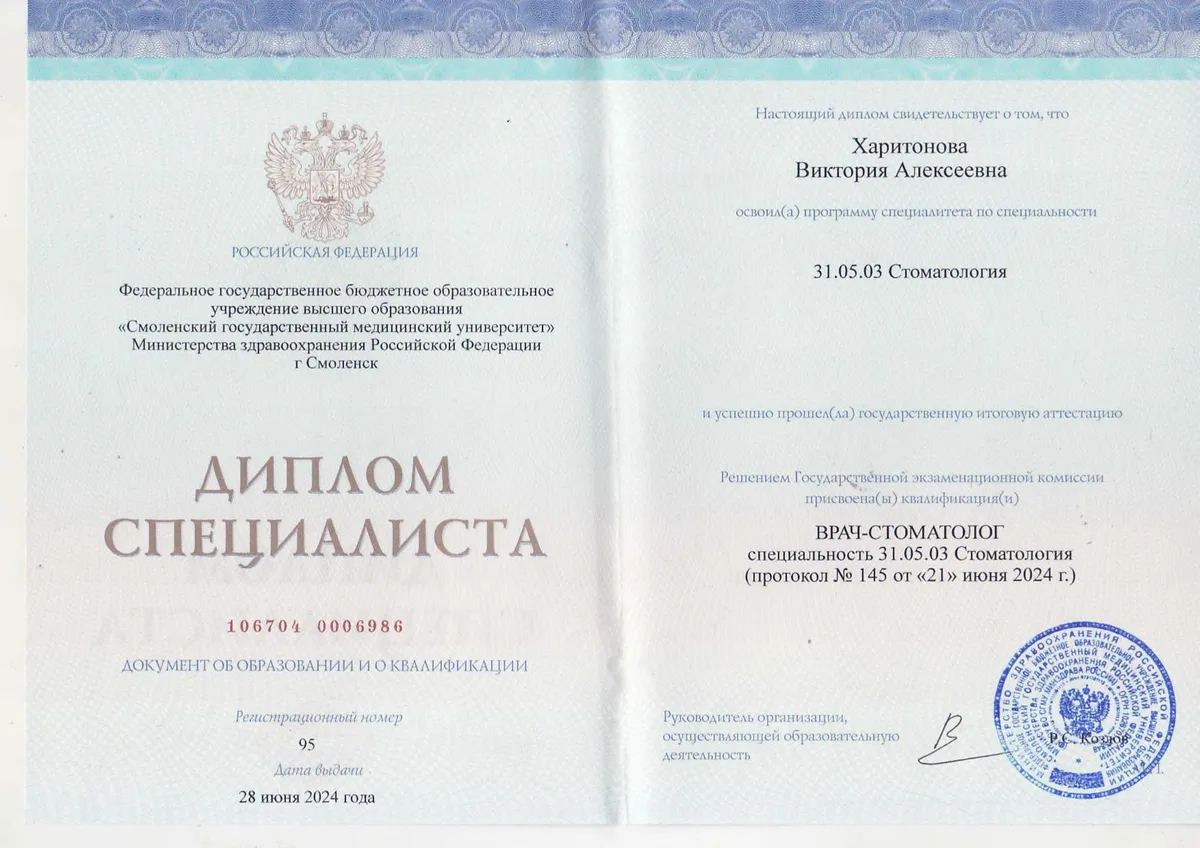 РОССИЙСКАЯ ФЕДЕРАЦИЯ
Федеральное государственное бюджетное образовательное
учреждение высшего образования
«Смоленский государственный медицинский университет»
Министерства здравоохранения Российской Федерации
г Смоленск
ДИПЛОМ
СПЕЦИАЛИСТА
106704 0006986
ДОКУМЕНТ ОБ ОБРАЗОВАНИИ И О КВАЛИФИКАЦИИ
Регистрационный номер
95
Дата выдачи
28 июня 2024 года
Настоящий диплом свидетельствует о том, что
Харитонова
Виктория Алексеевна
освоил(а) программу специалитета по специальности
31.05.03 Стоматология
и успешно прошел(ла) государственную итоговую аттестацию
Решением Государственной экзаменационной комиссии
присвоена(ы) квалификация(и)
ВРАЧ-СТОМАТОЛОГ
специальность 31.05.03 Стоматология
(протокол № 145 от «21» июня 2024 г.)
Руководитель организации,
осуществляющей образовательную
деятельность
Р.С. Козлов